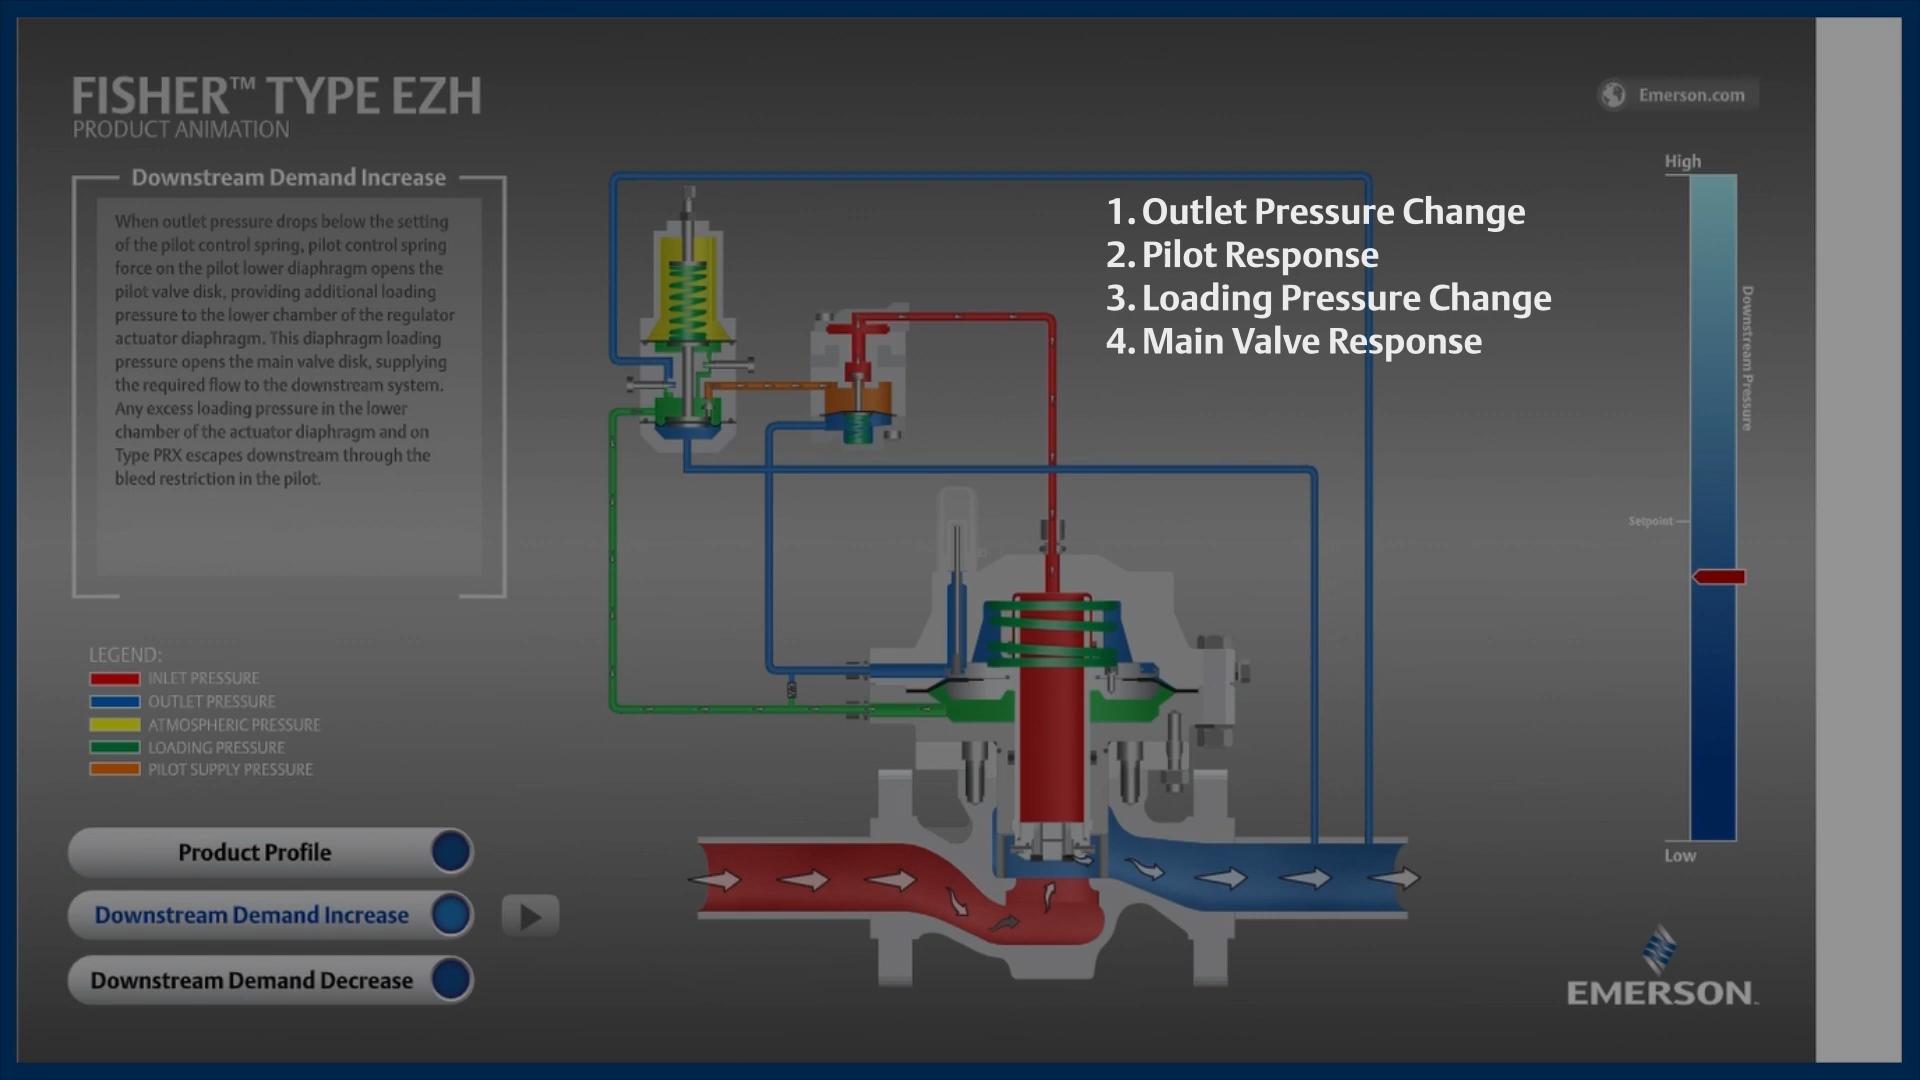 FISHER™ TYPE EZH
PRODUCT ANIMATION
Emerson.com
Downstream Demand Increase
When outlet pressure drops below the setting
of the pilot control spring, pilot control spring
force on the pilot lower diaphragm opens the
pilot valve disk, providing additional loading
pressure to the lower chamber of the regulator
actuator diaphragm. This diaphragm loading
pressure opens the main valve disk, supplying
the required flow to the downstream system.
Any excess loading pressure in the lower
chamber of the actuator diaphragm and on
Type PRX escapes downstream through the
bleed restriction in the pilot.
1. Outlet Pressure Change
2. Pilot Response
3. Loading Pressure Change
4. Main Valve Response
High
Downstream Pressure
Setpoint
Low
LEGEND:
INLET PRESSURE
OUTLET PRESSURE
ATMOSPHERIC PRESSURE
LOADING PRESSURE
PILOT SUPPLY PRESSURE
Product Profile
Downstream Demand Increase
Downstream Demand Decrease
EMERSON™